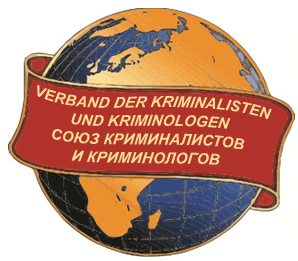 VERBAND DER KRIMINALISTEN
UND KRIMINOLOGEN
СОЮЗ КРИМИНАЛИСТОВ
И КРИМИНОЛОГОВ